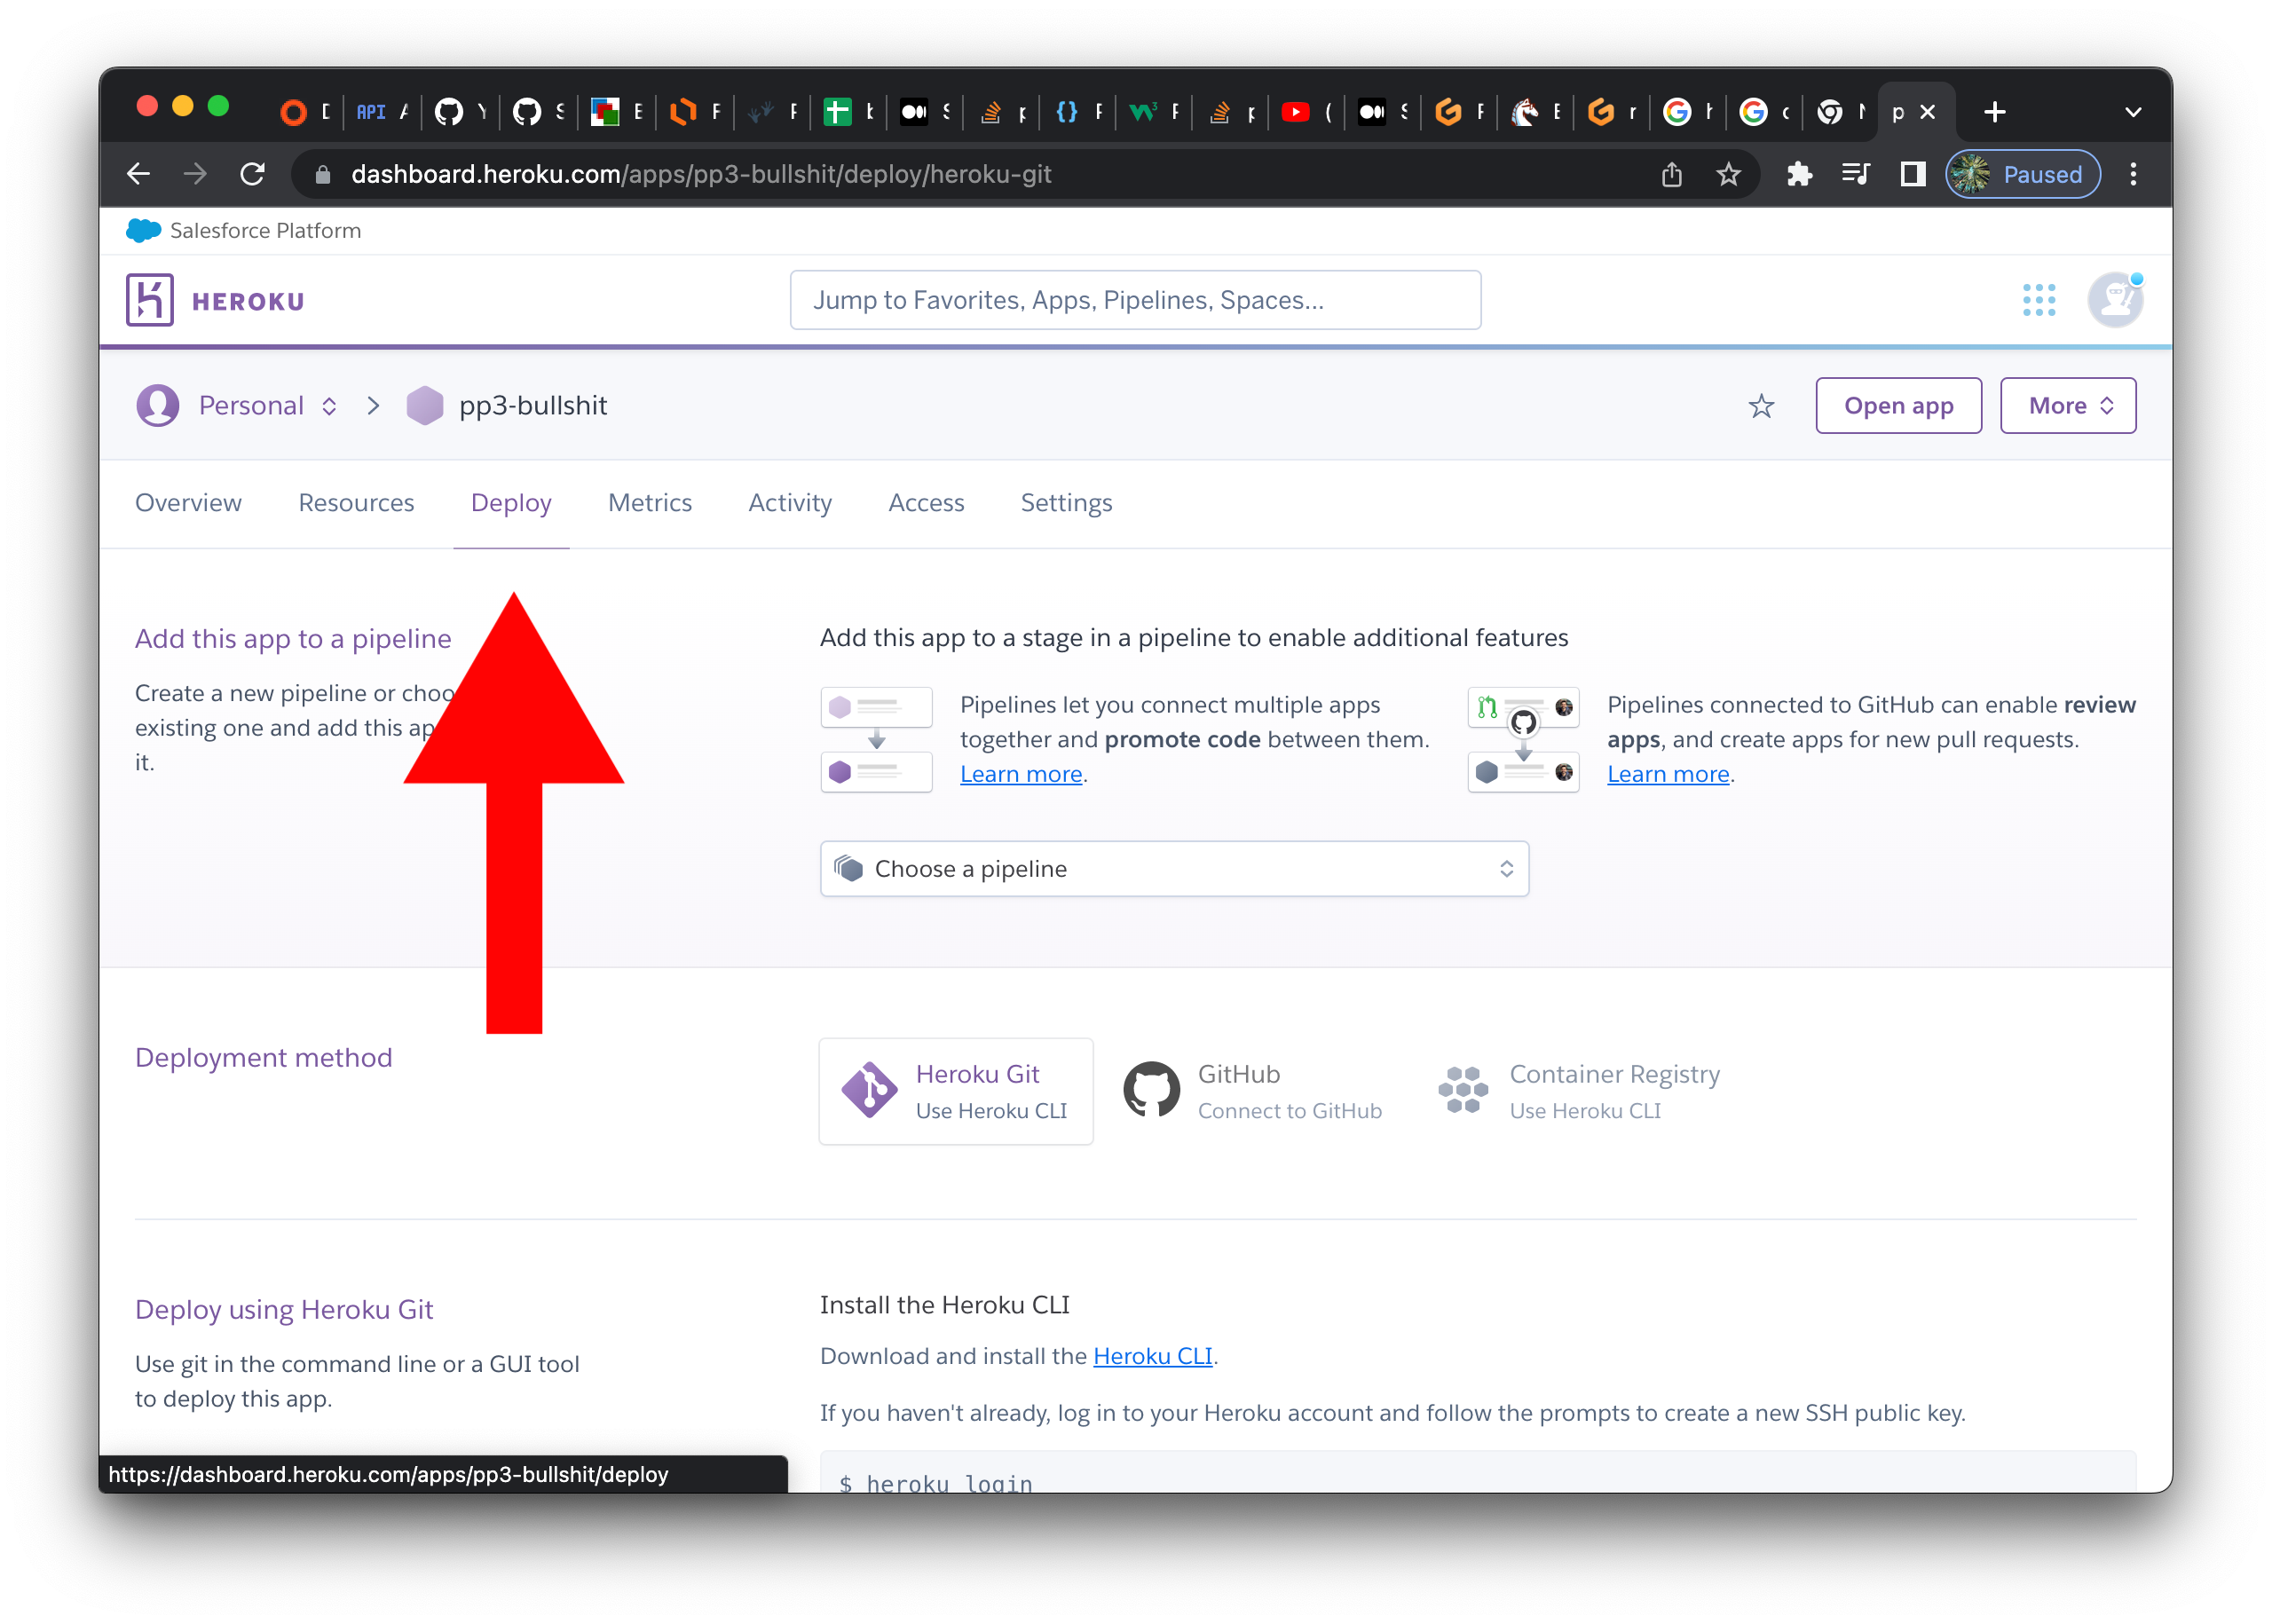 API
dashboard.heroku.com/apps/pp3-bullshit/deploy/heroku-git
Paused
Salesforce Platform
HEROKU
Jump to Favorites, Apps, Pipelines, Spaces...
Personal
pp3-bullshit
Open app
More
Overview
Resources
Deploy
Metrics
Activity
Access
Settings
Add this app to a pipeline
Create a new pipeline or
existing one and add this
it.
Add this app to a stage in a pipeline to enable additional features
Pipelines let you connect multiple apps
together and promote code between them.
Learn more.
Pipelines connected to GitHub can enable review
apps, and create apps for new pull requests.
Learn more.
Choose a pipeline
Deployment method
Heroku Git
Use Heroku CLI
GitHub
Connect to GitHub
Container Registry
Use Heroku CLI
Deploy using Heroku Git
Use git in the command line or a GUI tool
to deploy this app.
Install the Heroku CLI
Download and install the Heroku CLI.
If you haven't already, log in to your Heroku account and follow the prompts to create a new SSH public key.
$ heroku login
https://dashboard.heroku.com/apps/pp3-bullshit/deploy